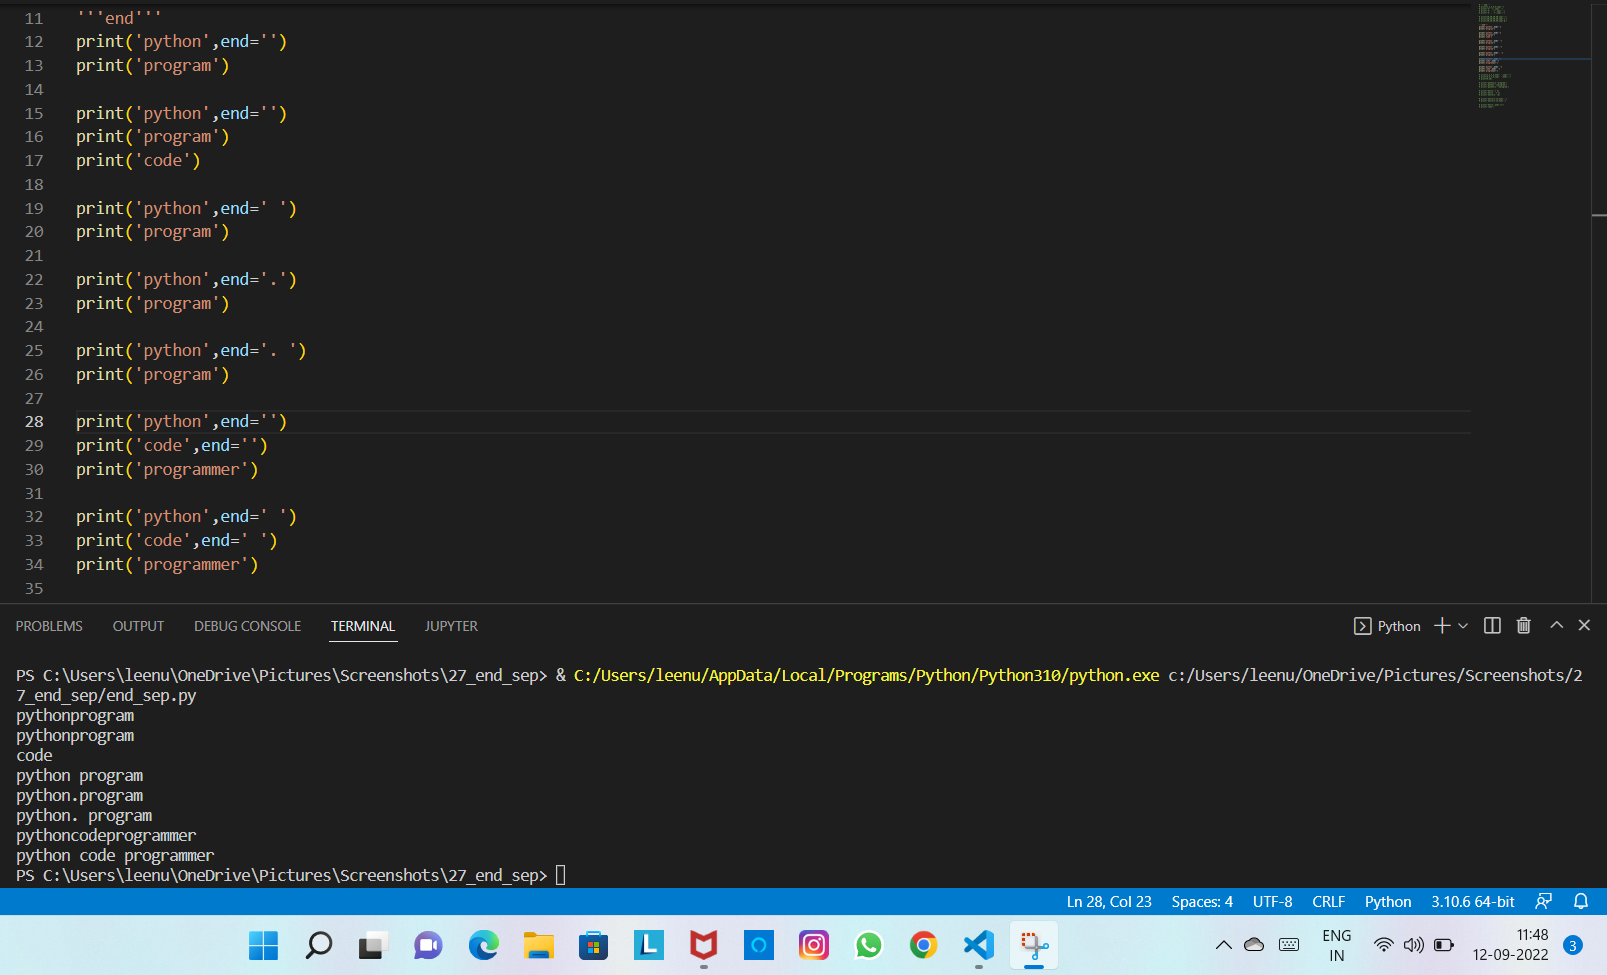 11 '''end'''
12 print('python',end='')
13 print('program')
14
15 print('python',end='')
16 print('program')
17 print('code')
18
19 print('python',end=' ')
20 print('program')
21
22 print('python',end='.')
23 print('program')
24
25 print('python',end='. ')
26 print('program')
27
28 print('python',end='')
29 print('code',end='')
30 print('programmer')
31
32 print('python',end=' ')
33 print('code',end=' ')
34 print('programmer')
35
PROBLEMS OUTPUT DEBUG CONSOLE TERMINAL JUPYTER Python
PS C:\Users\leenu\OneDrive\Pictures\Screenshots\27_end_sep> & C:/Users/leenu/AppData/Local/Programs/Python/Python310/python.exe c:/Users/leenu/OneDrive/Pictures/Screenshots/2
7_end_sep/end_sep.py
pythonprogram
pythonprogram
code
python program
python.program
python. program
pythoncodeprogrammer
python code programmer
PS C:\Users\leenu\OneDrive\Pictures\Screenshots\27_end_sep>
Ln 28, Col 23 Spaces: 4 UTF-8 CRLF Python 3.10.6 64-bit
ENG 11:48
IN 12-09-2022 3